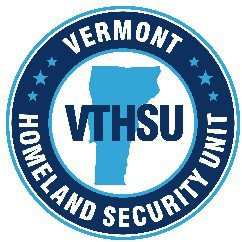 VERMONT
VTHSU
HOMELAND SECURITY UNIT